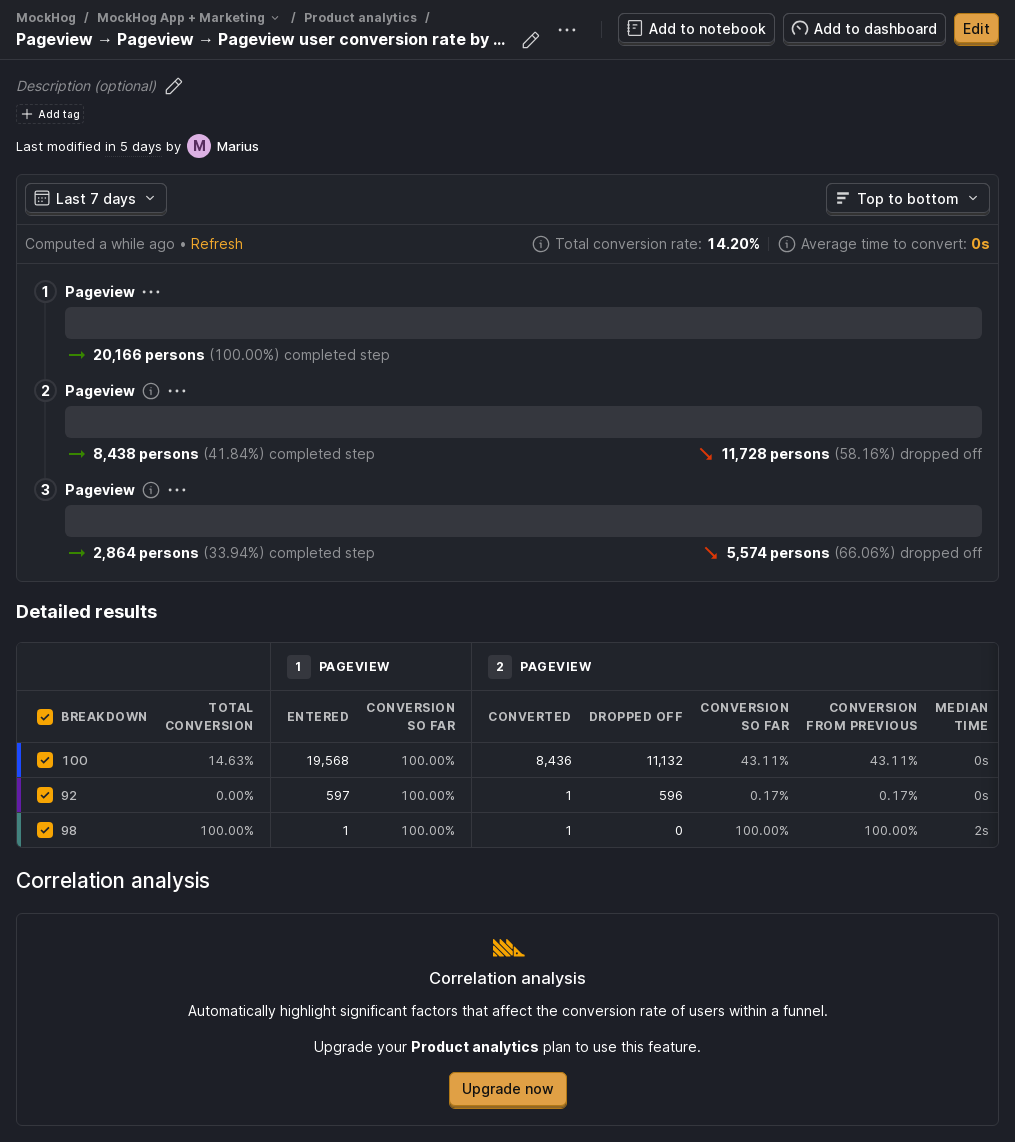 MockHog / MockHog App + Marketing / Product analytics /
Pageview → Pageview → Pageview user conversion rate by ...
Add to notebook
Add to dashboard
Edit
Description (optional)
Add tag
Last modified in 5 days by M Marius
Last 7 days
Top to bottom
Computed a while ago • Refresh
Total conversion rate: 14.20%
Average time to convert: 0s
1 Pageview
20,166 persons (100.00%) completed step
2 Pageview
8,438 persons (41.84%) completed step
11,728 persons (58.16%) dropped off
3 Pageview
2,864 persons (33.94%) completed step
5,574 persons (66.06%) dropped off
Detailed results
1 PAGEVIEW 2 PAGEVIEW
BREAKDOWN TOTAL CONVERSION ENTERED CONVERSION SO FAR CONVERTED DROPPED OFF CONVERSION SO FAR CONVERSION FROM PREVIOUS MEDIAN TIME
100 14.63% 19,568 100.00% 8,436 11,132 43.11% 43.11% 0s
92 0.00% 597 100.00% 1 596 0.17% 0.17% 0s
98 100.00% 1 100.00% 1 0 100.00% 100.00% 2s
Correlation analysis
Correlation analysis
Automatically highlight significant factors that affect the conversion rate of users within a funnel.
Upgrade your Product analytics plan to use this feature.
Upgrade now